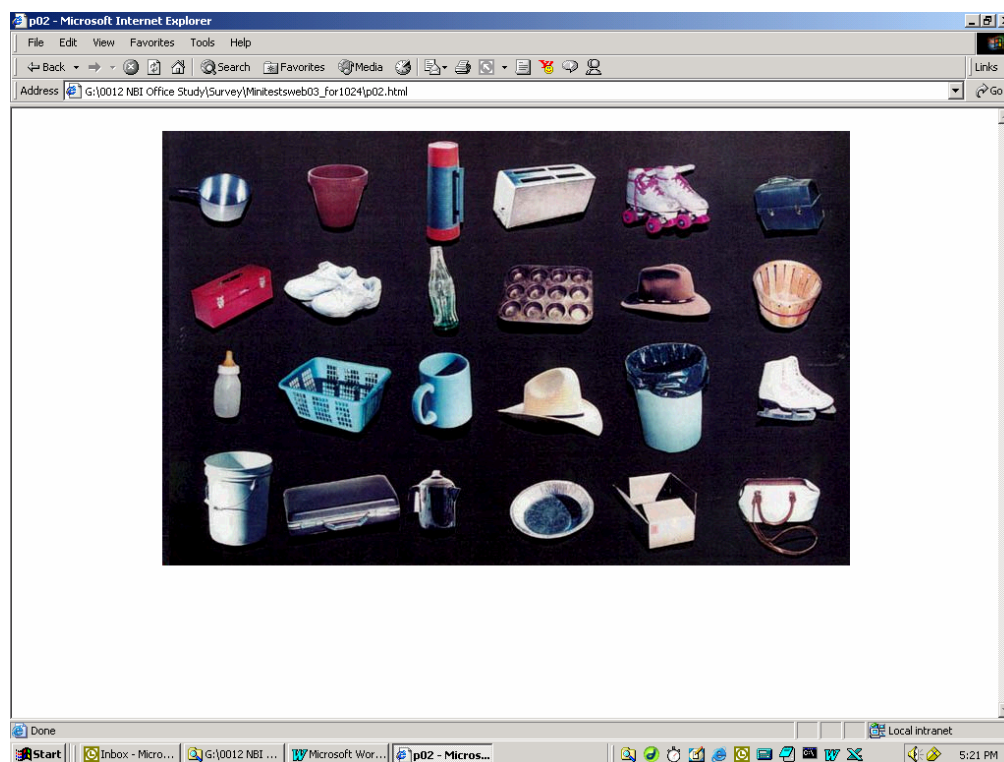 p02 - Microsoft Internet Explorer
File Edit View Favorites Tools Help
Back Search Favorites Media Links
Address G:\0012 NBI Office Study\Survey\Minitestsweb03_for1024\p02.html Go
Done Local intranet
Start Inbox - Micro... G:\0012 NBI ... Microsoft Wor... p02 - Micros... 5:21 PM